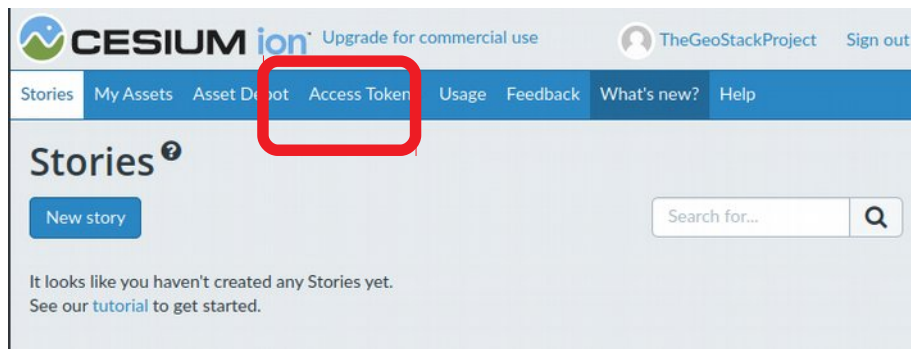 CESIUM ion Upgrade for commercial use TheGeoStackProject Sign out
Stories My Assets Asset Depot Access Token Usage Feedback What's new? Help
Stories
New story Search for...
It looks like you haven't created any Stories yet.
See our tutorial to get started.